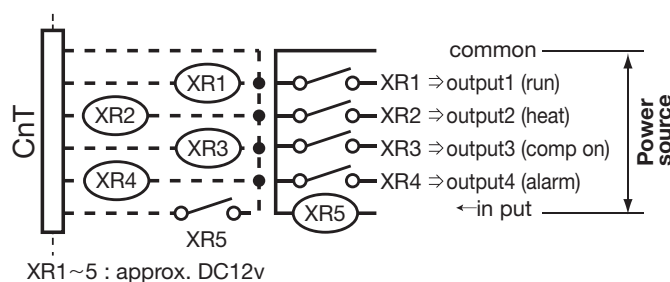 CnT
XR1
XR2
XR3
XR4
XR5
common
XR1 ⇒output1 (run)
XR2 ⇒output2 (heat)
XR3 ⇒output3 (comp on)
XR4 ⇒output4 (alarm)
XR5
←in put
Power
source
XR1~5 : approx. DC12v